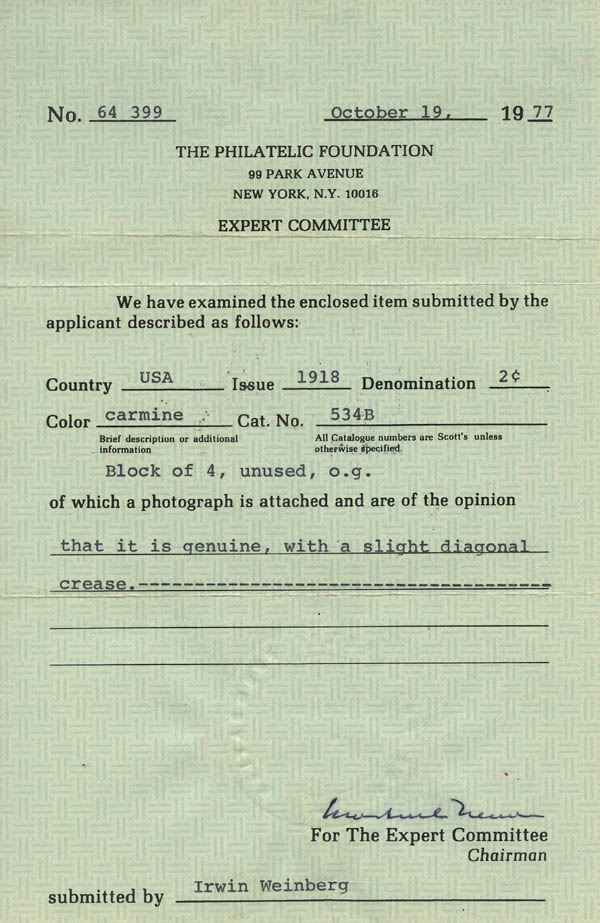 No. 64 399 October 19, 19 77
THE PHILATELIC FOUNDATION
99 PARK AVENUE
NEW YORK, N.Y. 10016
EXPERT COMMITTEE
We have examined the enclosed item submitted by the
applicant described as follows:
Country USA Issue 1918 Denomination 2¢
Color carmine Cat. No. 534B
Brief description or additional information
All Catalogue numbers are Scott's unless otherwise specified.
Block of 4, unused, o.g.
of which a photograph is attached and are of the opinion
that it is genuine, with a slight diagonal
crease.-------------------------------------
For The Expert Committee
Chairman
submitted by Irwin Weinberg